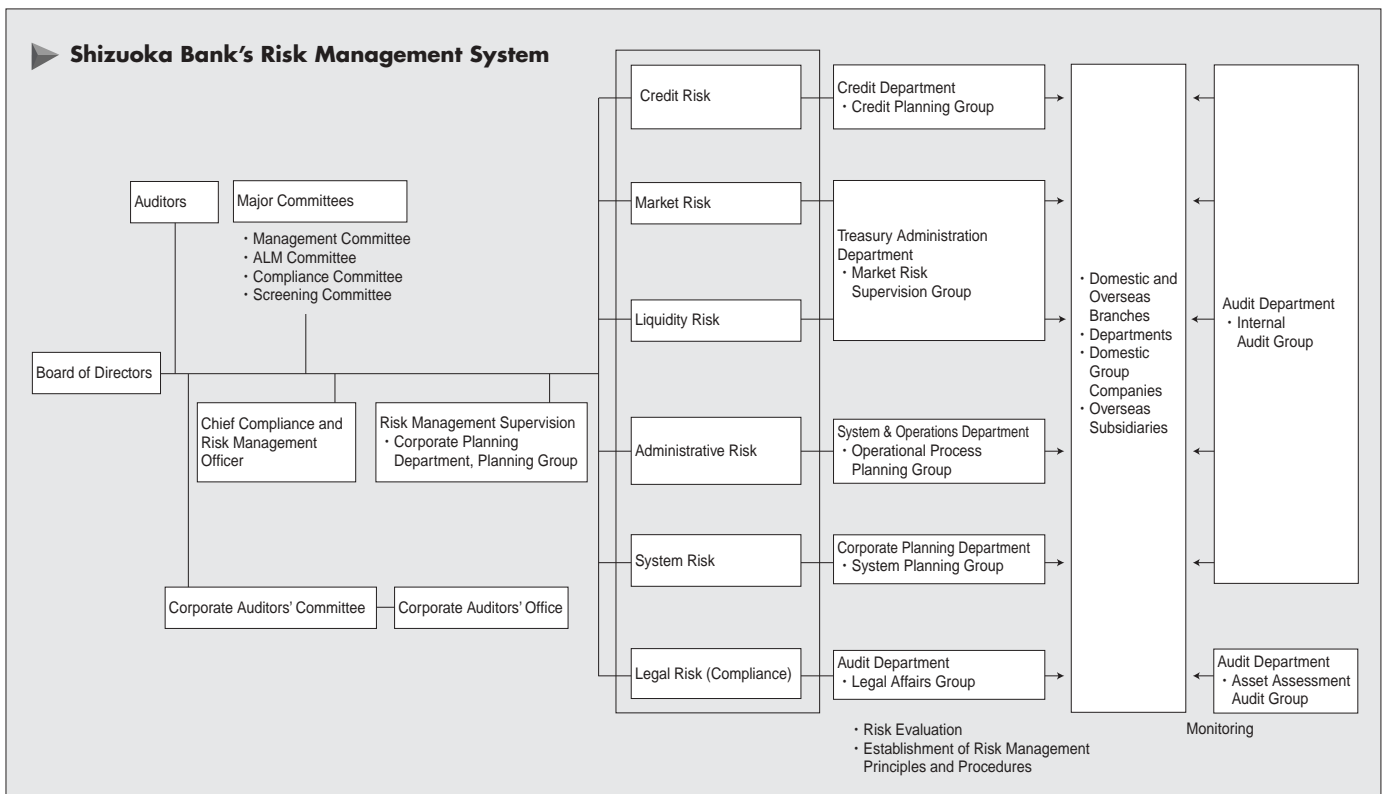 Shizuoka Bank's Risk Management System
Auditors
Major Committees
・Management Committee
・ALM Committee
・Compliance Committee
・Screening Committee
Board of Directors
Chief Compliance and
Risk Management
Officer
Risk Management Supervision
・Corporate Planning
Department, Planning Group
Corporate Auditors' Committee
Corporate Auditors' Office
Credit Risk
Market Risk
Liquidity Risk
Administrative Risk
System Risk
Legal Risk (Compliance)
Credit Department
・Credit Planning Group
Treasury Administration
Department
・Market Risk
Supervision Group
System & Operations Department
・Operational Process
Planning Group
Corporate Planning Department
・System Planning Group
Audit Department
・Legal Affairs Group
・Risk Evaluation
・Establishment of Risk Management
Principles and Procedures
・Domestic and
Overseas
Branches
・Departments
・Domestic
Group
Companies
・Overseas
Subsidiaries
Audit Department
・Internal
Audit Group
Audit Department
・Asset Assessment
Audit Group
Monitoring